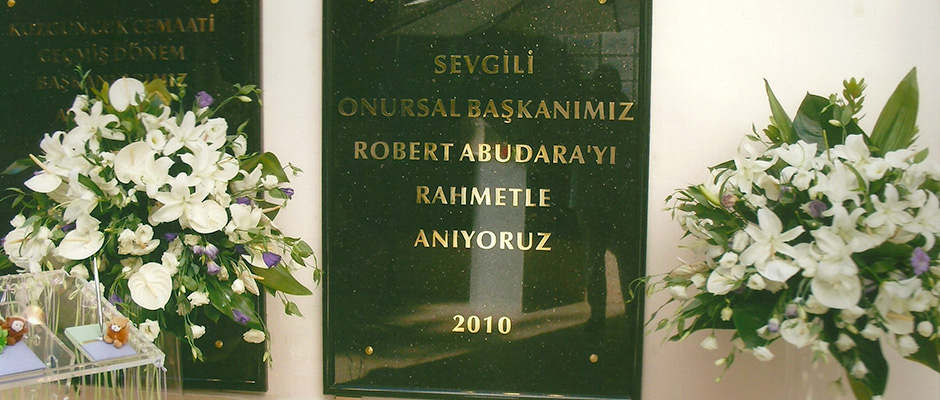 KUZGUNCUK CEMAATİ
GEÇMİŞ DÖNEM
SEVGİLİ
ONURSAL BAŞKANIMIZ
ROBERT ABUDARA'YI
RAHMETLE
ANIYORUZ
2010